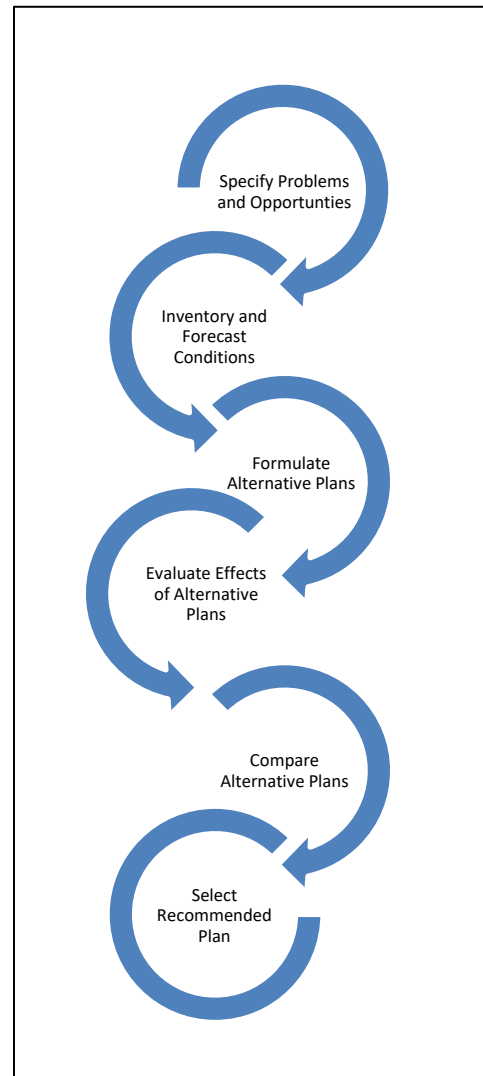 Specify Problems
and Opportunties
Inventory and
Forecast
Conditions
Formulate
Alternative Plans
Evaluate Effects
of Alternative
Plans
Compare
Alternative Plans
Select
Recommended
Plan